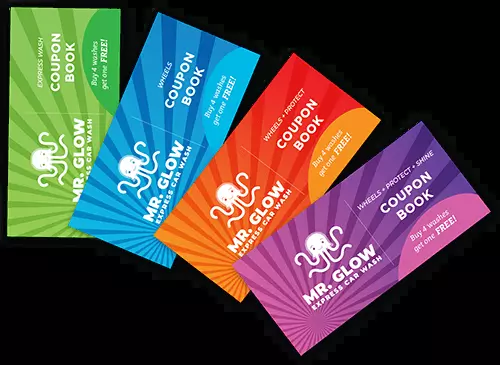 EXPRESS WASH
COUPON
BOOK
Buy 4 washes
get one FREE!
MR. GLOW
EXPRESS CAR WASH
WHEELS
COUPON
BOOK
Buy 4 washes
get one FREE!
MR. GLOW
EXPRESS CAR WASH
WHEELS + PROTECT
COUPON
BOOK
Buy 4 washes
get one FREE!
MR. GLOW
EXPRESS CAR WASH
WHEELS + PROTECT + SHINE
COUPON
BOOK
Buy 4 washes
get one FREE!
MR. GLOW
EXPRESS CAR WASH